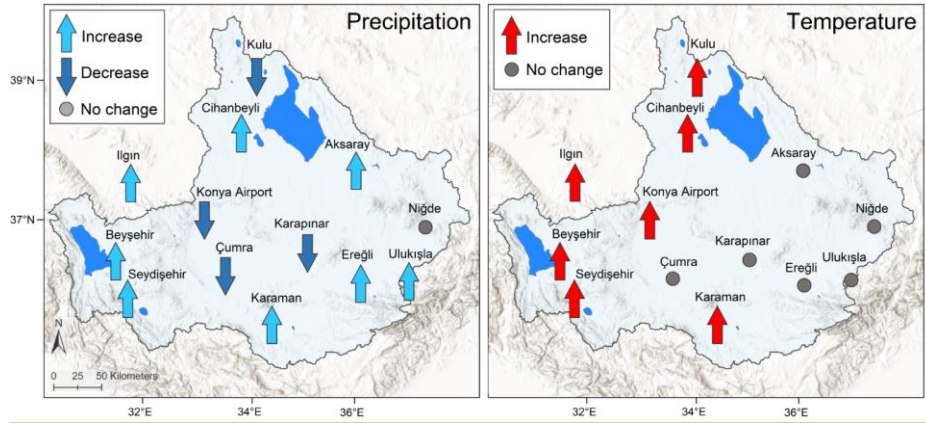 Precipitation
Increase
Decrease
No change
Kulu
Cihanbeyli
Aksaray
Ilgın
Konya Airport
Niğde
Karapınar
Beyşehir
Çumra
Ereğli
Ulukışla
Seydişehir
Karaman
N
0 25 50 Kilometers
39°N
37°N
32°E
34°E
36°E
Temperature
Increase
No change
Kulu
Cihanbeyli
Aksaray
Ilgın
Konya Airport
Niğde
Beyşehir
Karapınar
Çumra
Ereğli
Ulukışla
Seydişehir
Karaman
32°E
34°E
36°E